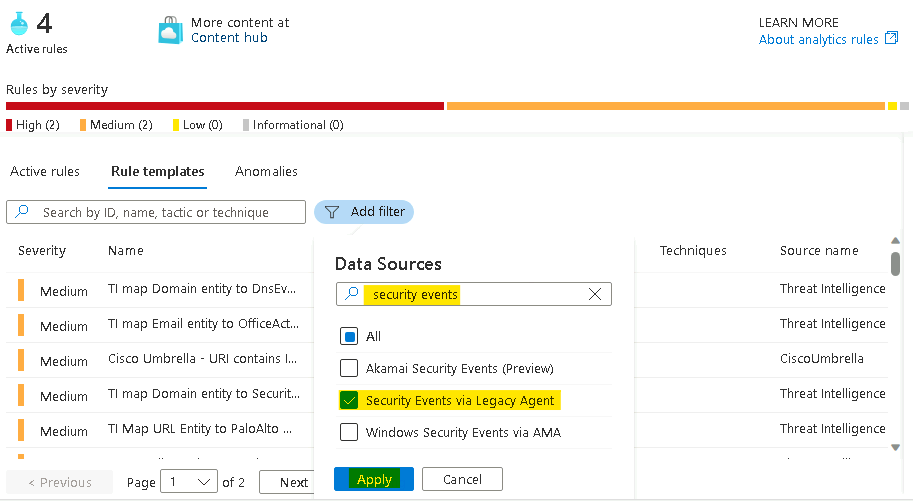 4
Active rules
More content at
Content hub
LEARN MORE
About analytics rules
Rules by severity
High (2)
Medium (2)
Low (0)
Informational (0)
Active rules
Rule templates
Anomalies
Search by ID, name, tactic or technique
Add filter
Severity
Name
Techniques
Source name
Medium
TI map Domain entity to DnsEv...
Threat Intelligence
Medium
TI map Email entity to OfficeAct...
Threat Intelligence
Medium
Cisco Umbrella - URI contains I...
CiscoUmbrella
Medium
TI map Domain entity to Securit...
Threat Intelligence
Medium
TI Map URL Entity to PaloAlto ...
Threat Intelligence
Data Sources
security events
All
Akamai Security Events (Preview)
Security Events via Legacy Agent
Windows Security Events via AMA
Apply
Cancel
< Previous
Page
1
of 2
Next